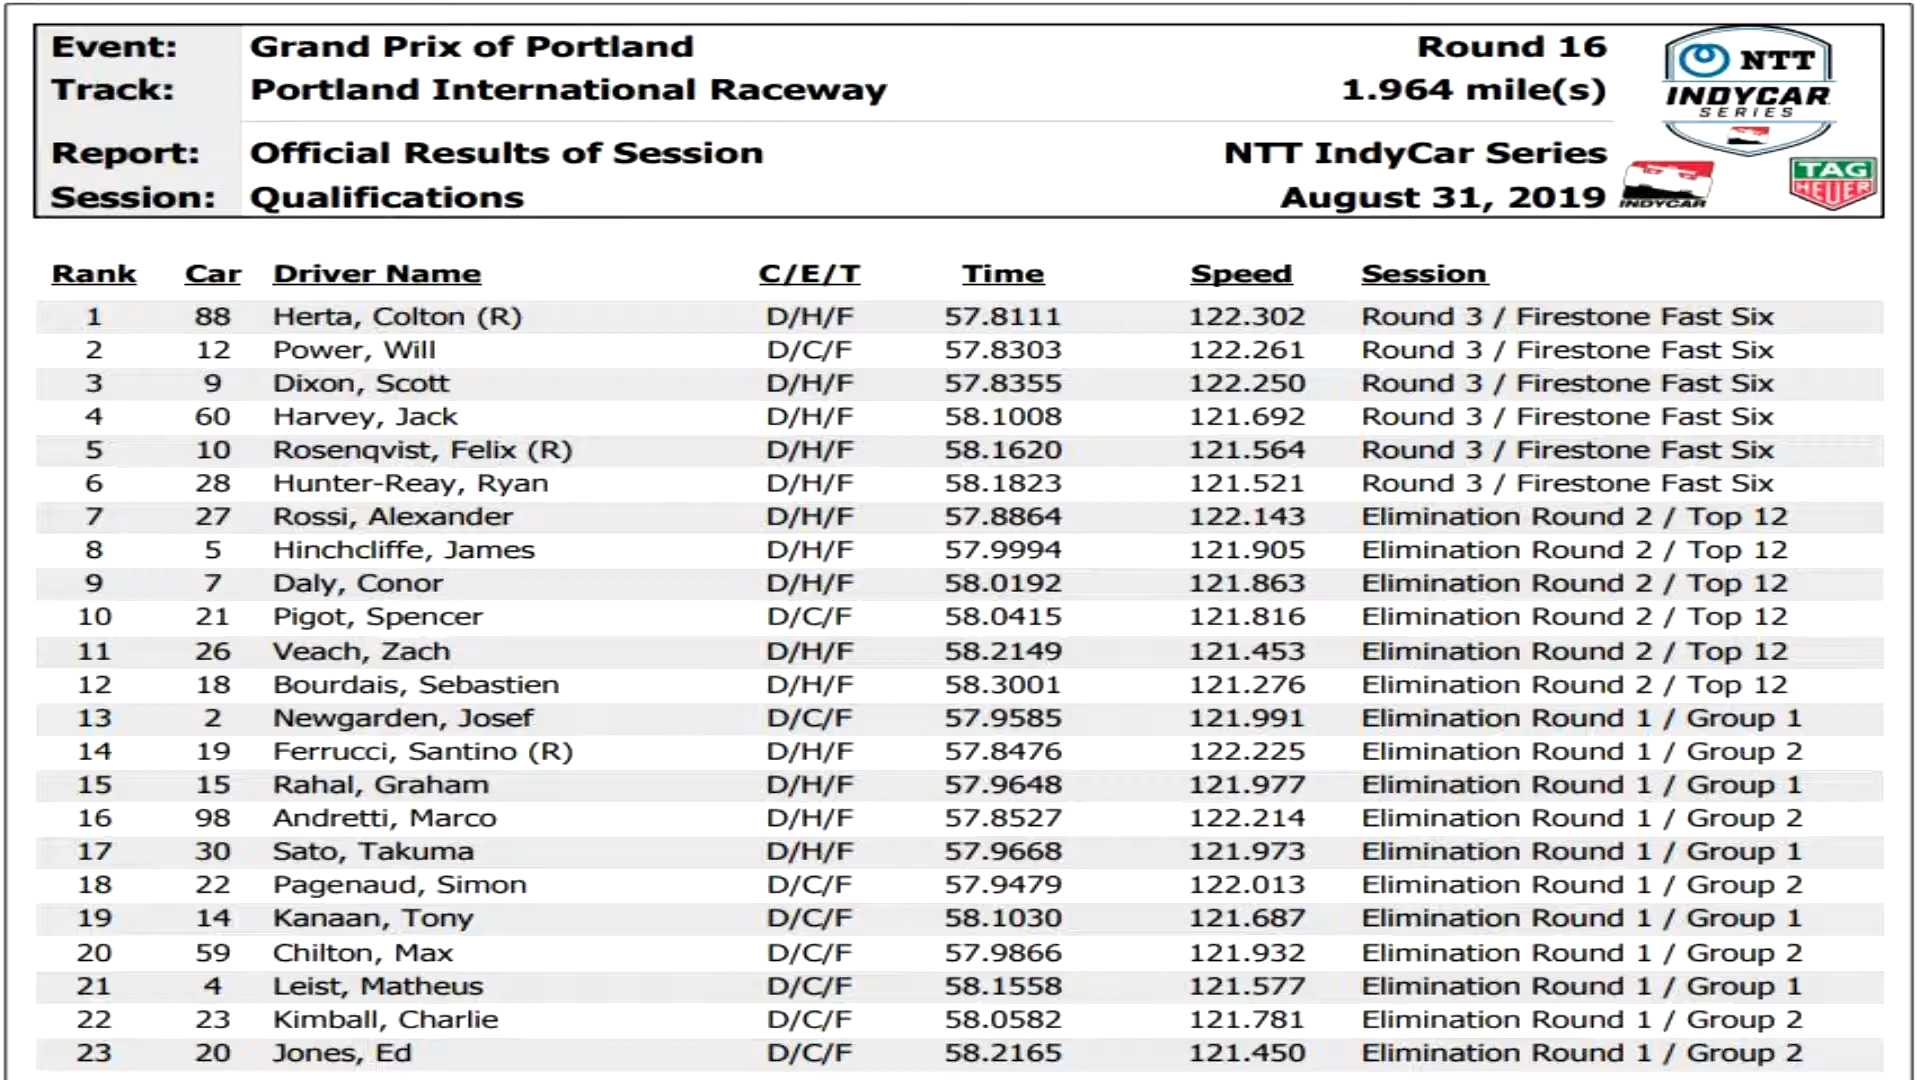 Event: Grand Prix of Portland Round 16
Track: Portland International Raceway 1.964 mile(s)
Report: Official Results of Session NTT IndyCar Series
Session: Qualifications August 31, 2019
NTT
INDYCAR
SERIES
INDYCAR
TAG
HEUER
Rank Car Driver Name C/E/T Time Speed Session
1 88 Herta, Colton (R) D/H/F 57.8111 122.302 Round 3 / Firestone Fast Six
2 12 Power, Will D/C/F 57.8303 122.261 Round 3 / Firestone Fast Six
3 9 Dixon, Scott D/H/F 57.8355 122.250 Round 3 / Firestone Fast Six
4 60 Harvey, Jack D/H/F 58.1008 121.692 Round 3 / Firestone Fast Six
5 10 Rosenqvist, Felix (R) D/H/F 58.1620 121.564 Round 3 / Firestone Fast Six
6 28 Hunter-Reay, Ryan D/H/F 58.1823 121.521 Round 3 / Firestone Fast Six
7 27 Rossi, Alexander D/H/F 57.8864 122.143 Elimination Round 2 / Top 12
8 5 Hinchcliffe, James D/H/F 57.9994 121.905 Elimination Round 2 / Top 12
9 7 Daly, Conor D/H/F 58.0192 121.863 Elimination Round 2 / Top 12
10 21 Pigot, Spencer D/C/F 58.0415 121.816 Elimination Round 2 / Top 12
11 26 Veach, Zach D/H/F 58.2149 121.453 Elimination Round 2 / Top 12
12 18 Bourdais, Sebastien D/H/F 58.3001 121.276 Elimination Round 2 / Top 12
13 2 Newgarden, Josef D/C/F 57.9585 121.991 Elimination Round 1 / Group 1
14 19 Ferrucci, Santino (R) D/H/F 57.8476 122.225 Elimination Round 1 / Group 2
15 15 Rahal, Graham D/H/F 57.9648 121.977 Elimination Round 1 / Group 1
16 98 Andretti, Marco D/H/F 57.8527 122.214 Elimination Round 1 / Group 2
17 30 Sato, Takuma D/H/F 57.9668 121.973 Elimination Round 1 / Group 1
18 22 Pagenaud, Simon D/C/F 57.9479 122.013 Elimination Round 1 / Group 2
19 14 Kanaan, Tony D/C/F 58.1030 121.687 Elimination Round 1 / Group 1
20 59 Chilton, Max D/C/F 57.9866 121.932 Elimination Round 1 / Group 2
21 4 Leist, Matheus D/C/F 58.1558 121.577 Elimination Round 1 / Group 1
22 23 Kimball, Charlie D/C/F 58.0582 121.781 Elimination Round 1 / Group 2
23 20 Jones, Ed D/C/F 58.2165 121.450 Elimination Round 1 / Group 2